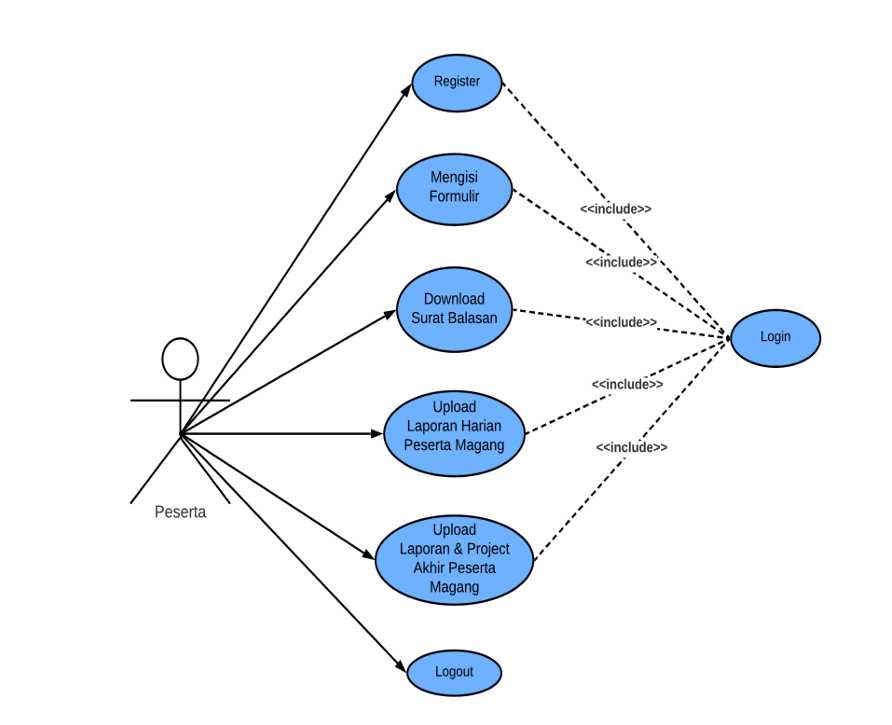 Register
Mengisi
Formulir
Download
Surat Balasan
Upload
Laporan Harian
Peserta Magang
Upload
Laporan & Project
Akhir Peserta
Magang
Logout
Peserta
<<include>>
<<include>>
<<include>>
<<include>>
<<include>>
Login